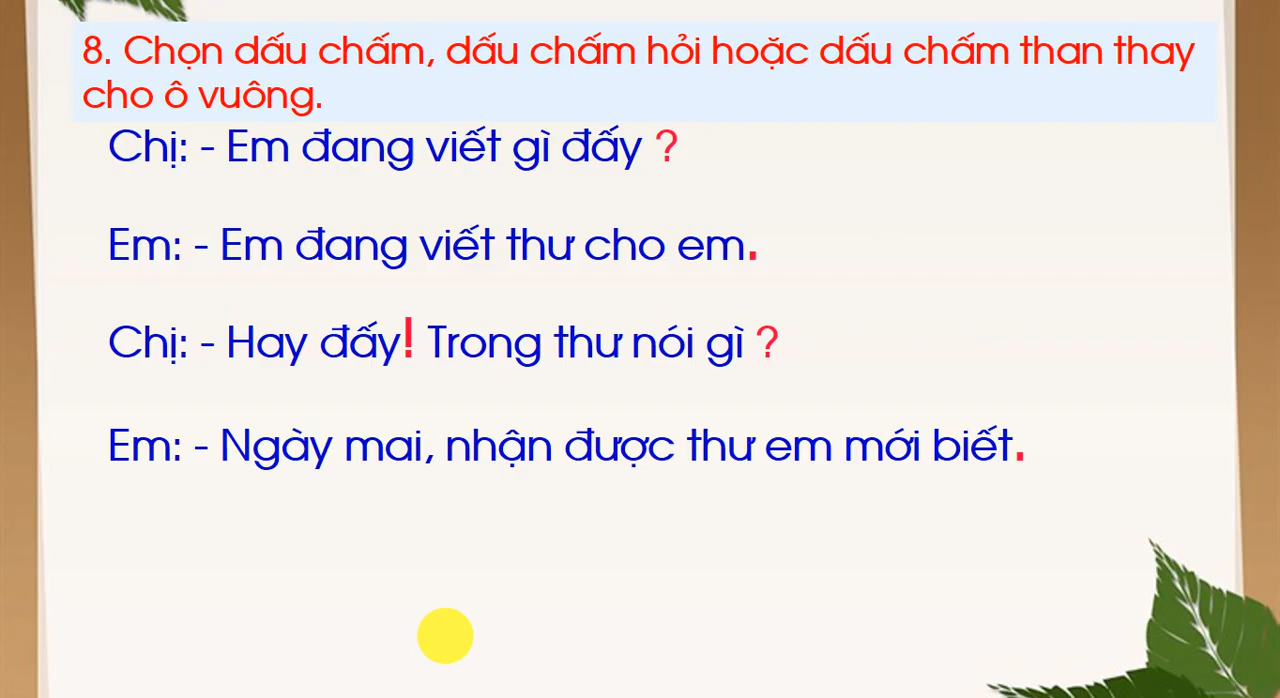 8. Chọn dấu chấm, dấu chấm hỏi hoặc dấu chấm than thay
cho ô vuông.
Chị: - Em đang viết gì đấy ?
Em: - Em đang viết thư cho em.
Chị: - Hay đấy! Trong thư nói gì ?
Em: - Ngày mai, nhận được thư em mới biết.